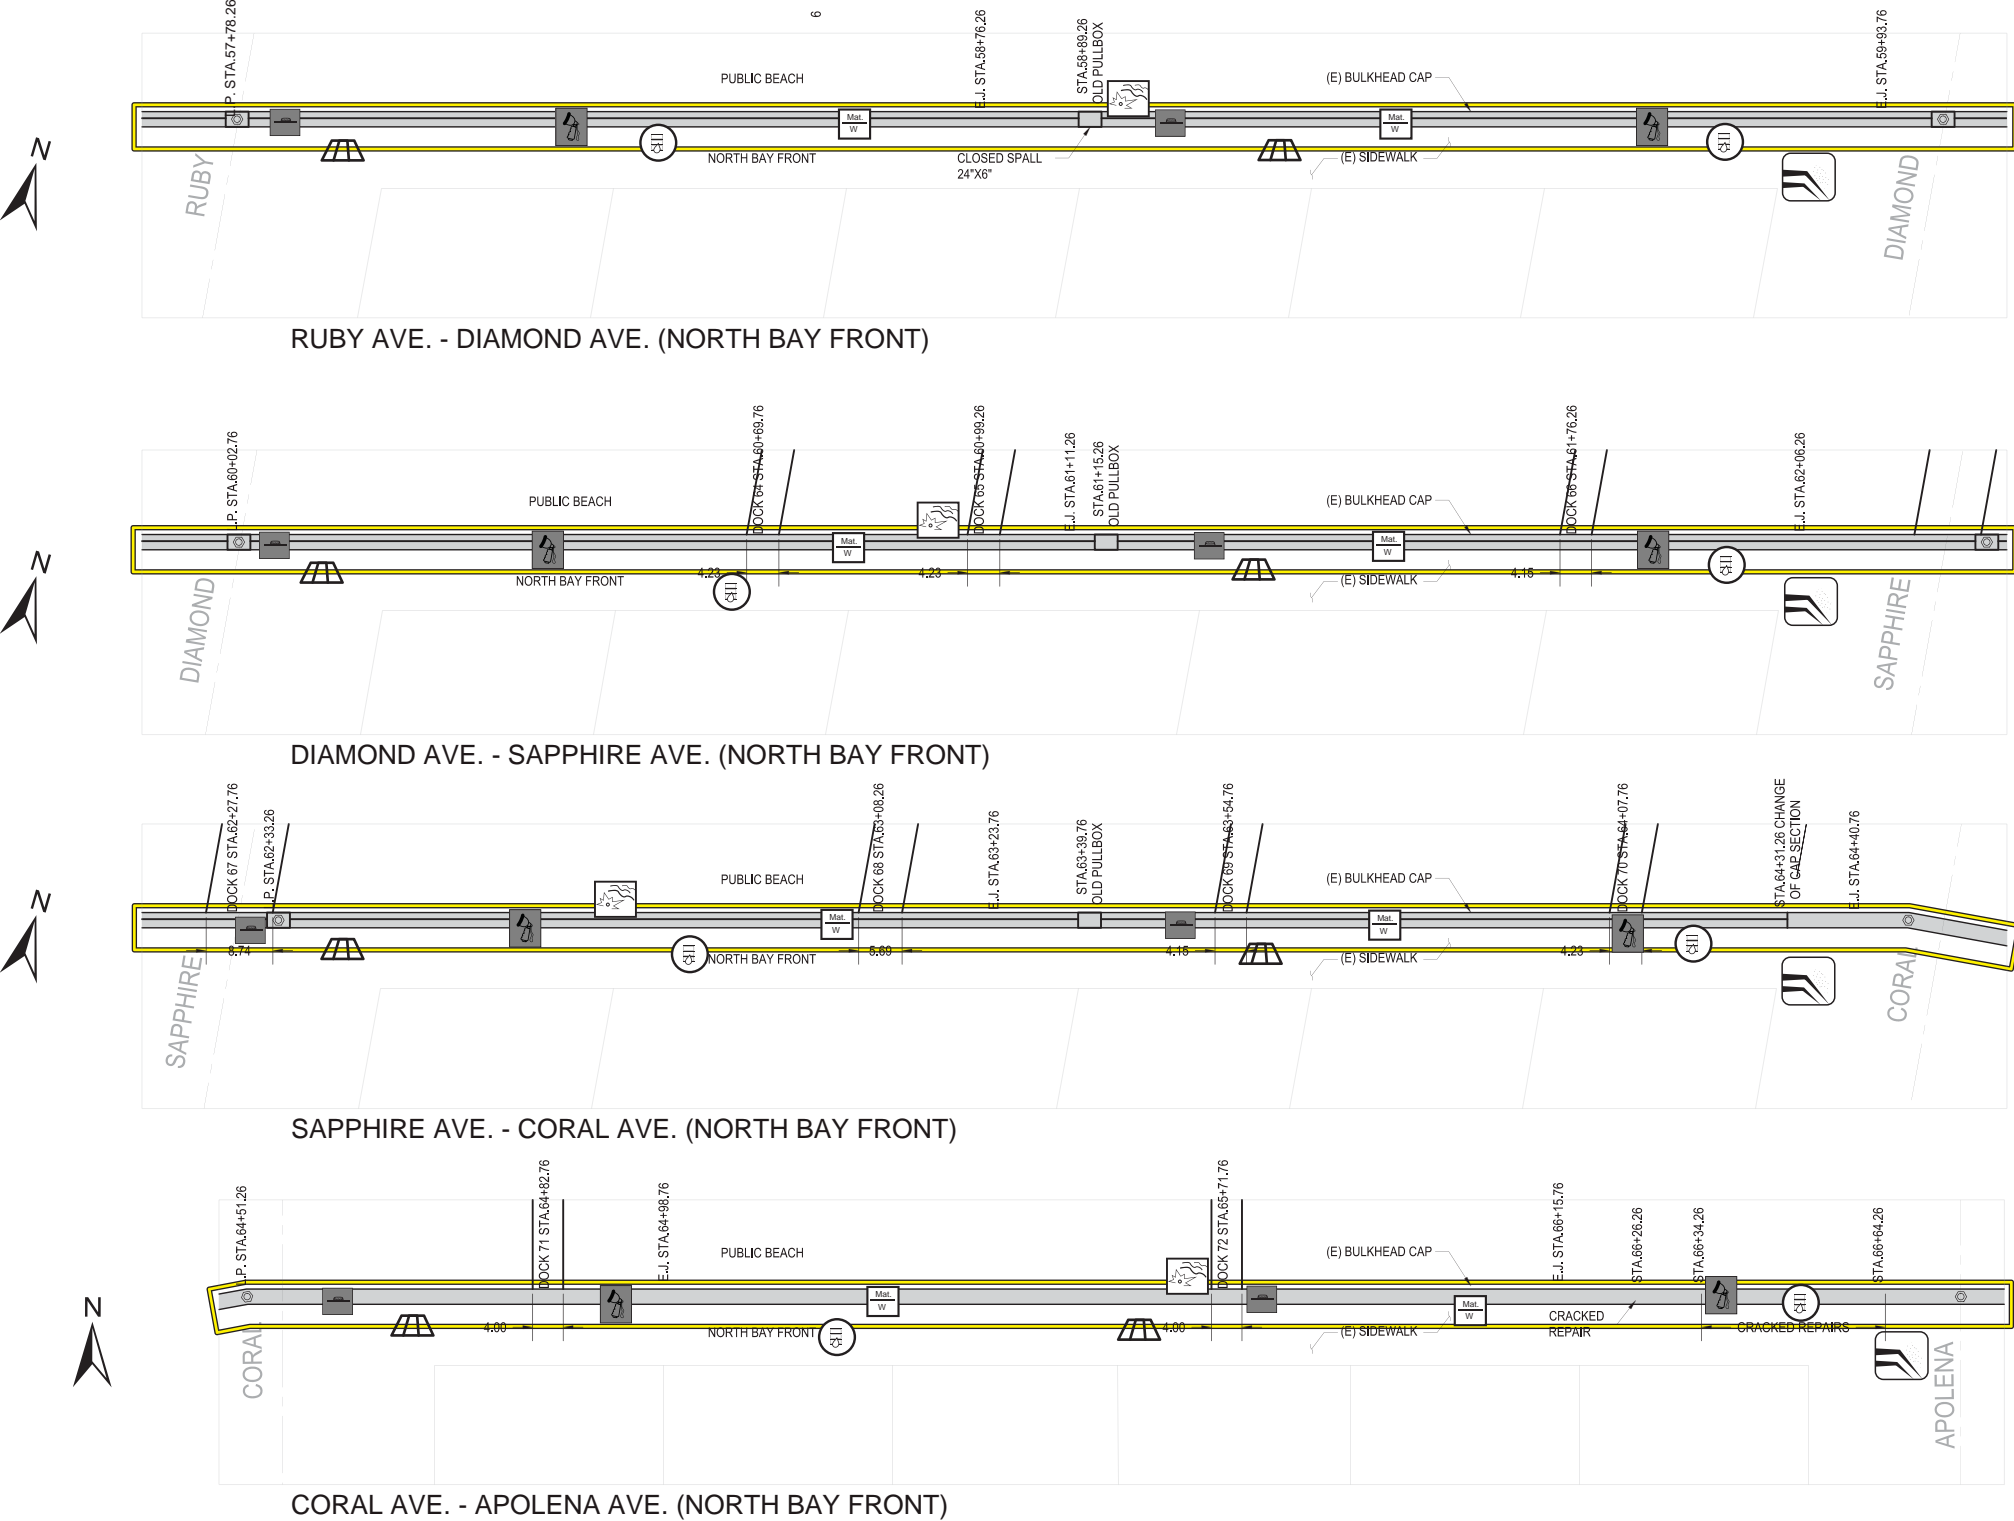 6
L.P. STA.57+78.26
E.J. STA.58+76.26
STA.58+89.26
OLD PULLBOX
E.J. STA.59+93.76
PUBLIC BEACH
(E) BULKHEAD CAP
Mat.
W
Mat.
W
N
NORTH BAY FRONT
CLOSED SPALL
24"X6"
(E) SIDEWALK
RUBY
DIAMOND
RUBY AVE. - DIAMOND AVE. (NORTH BAY FRONT)
L.P. STA.60+02.76
DOCK 64 STA.60+69.76
DOCK 65 STA.60+99.26
E.J. STA.61+11.26
STA.61+15.26
OLD PULLBOX
DOCK 66 STA.61+76.26
E.J. STA.62+06.26
PUBLIC BEACH
(E) BULKHEAD CAP
Mat.
W
Mat.
W
N
NORTH BAY FRONT
4.23
4.23
(E) SIDEWALK
4.15
DIAMOND
SAPPHIRE
DIAMOND AVE. - SAPPHIRE AVE. (NORTH BAY FRONT)
DOCK 67 STA.62+27.76
L.P. STA.62+33.26
DOCK 68 STA.63+08.26
E.J. STA.63+23.76
STA.63+39.76
OLD PULLBOX
DOCK 69 STA.63+54.76
DOCK 70 STA.64+07.76
STA.64+31.26 CHANGE
OF CAP SECTION
E.J. STA.64+40.76
PUBLIC BEACH
(E) BULKHEAD CAP
Mat.
W
Mat.
W
N
8.74
NORTH BAY FRONT
5.69
4.15
(E) SIDEWALK
4.23
SAPPHIRE
CORAL
SAPPHIRE AVE. - CORAL AVE. (NORTH BAY FRONT)
L.P. STA.64+51.26
DOCK 71 STA.64+82.76
E.J. STA.64+98.76
DOCK 72 STA.65+71.76
E.J. STA.66+15.76
STA.66+26.26
STA.66+34.26
STA.66+64.26
PUBLIC BEACH
(E) BULKHEAD CAP
Mat.
W
Mat.
W
N
4.00
NORTH BAY FRONT
4.00
(E) SIDEWALK
CRACKED
REPAIR
CRACKED REPAIRS
CORAL
APOLENA
CORAL AVE. - APOLENA AVE. (NORTH BAY FRONT)